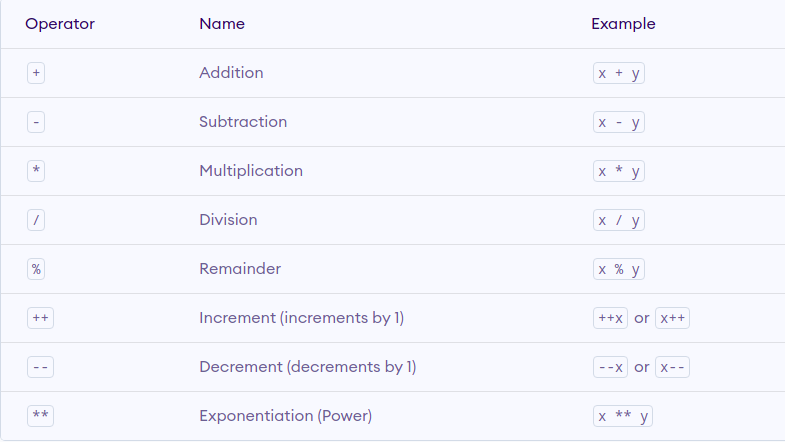 Operator Name Example
+ Addition x + y
- Subtraction x - y
* Multiplication x * y
/ Division x / y
% Remainder x % y
++ Increment (increments by 1) ++x or x++
-- Decrement (decrements by 1) --x or x--
** Exponentiation (Power) x ** y